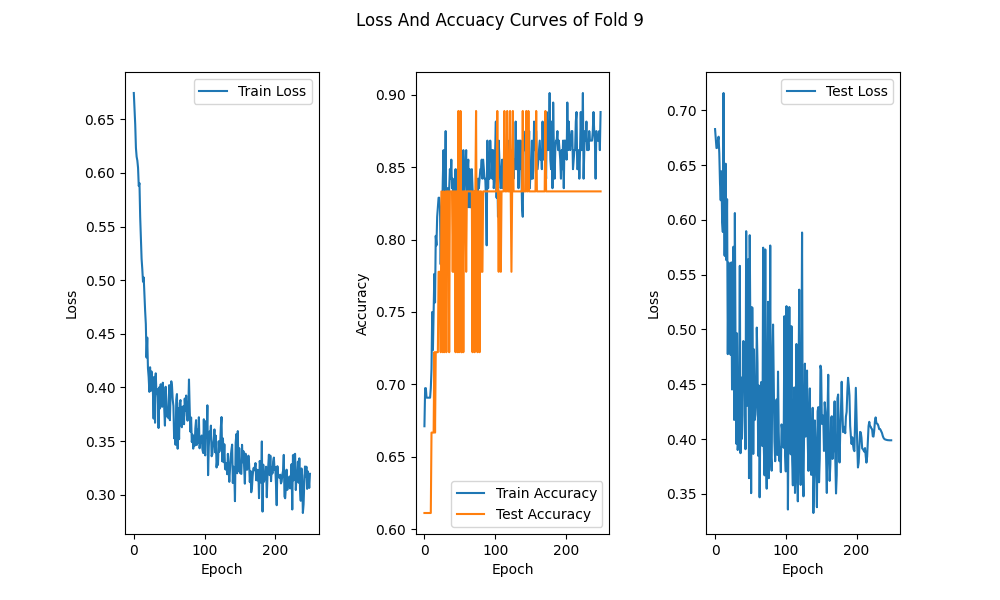 Loss And Accuacy Curves of Fold 9
Train Loss
0.65
0.60
0.55
0.50
0.45
0.40
0.35
0.30
Loss
0
100
200
Epoch
0.90
0.85
0.80
0.75
0.70
0.65
0.60
Accuracy
Train Accuracy
Test Accuracy
0
100
200
Epoch
Test Loss
0.70
0.65
0.60
0.55
0.50
0.45
0.40
0.35
Loss
0
100
200
Epoch